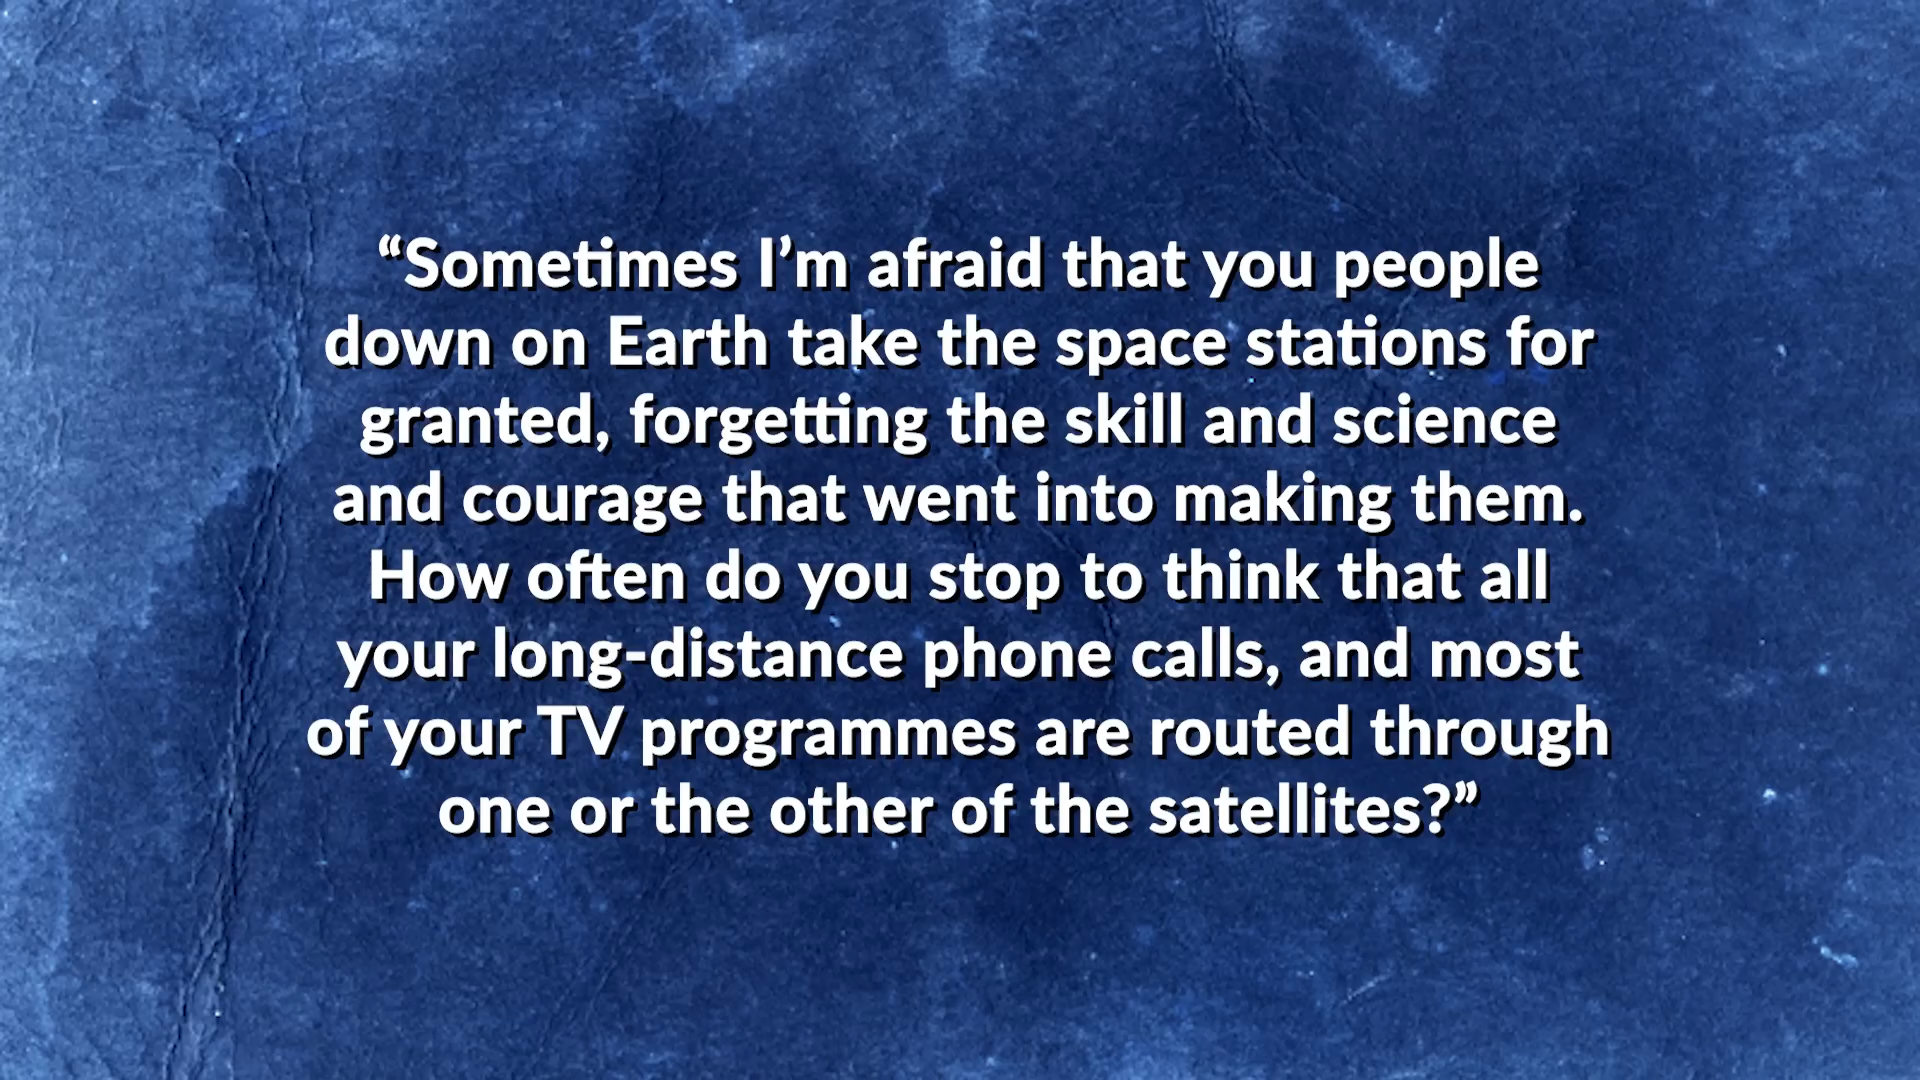 “Sometimes I’m afraid that you people
down on Earth take the space stations for
granted, forgetting the skill and science
and courage that went into making them.
How often do you stop to think that all
your long-distance phone calls, and most
of your TV programmes are routed through
one or the other of the satellites?”